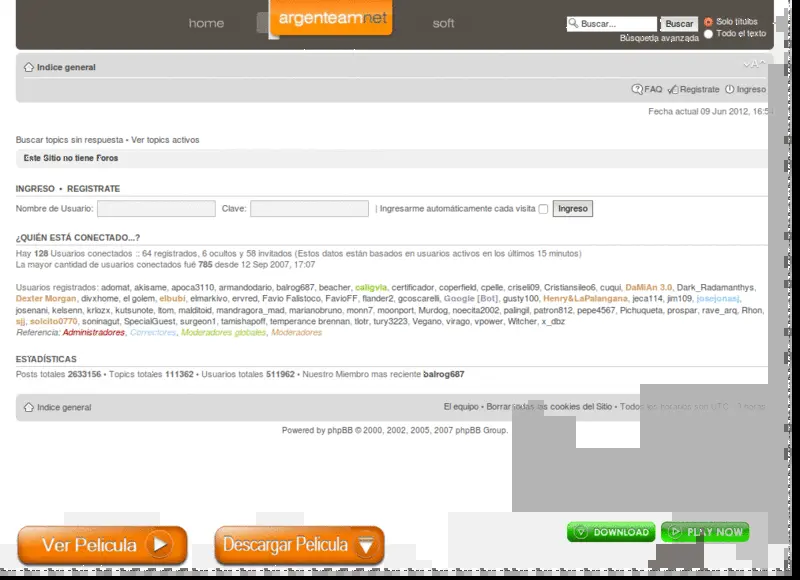 home
argenteamnet
soft
Buscar...
Buscar
Solo títulos
Todo el texto
Búsqueda avanzada
Indice general
FAQ Registrate Ingreso
Fecha actual 09 Jun 2012, 16:5
Buscar topics sin respuesta • Ver topics activos
Este Sitio no tiene Foros
INGRESO • REGISTRATE
Nombre de Usuario: Clave: | Ingresarme automáticamente cada visita Ingreso
¿QUIÉN ESTÁ CONECTADO...?
Hay 128 Usuarios conectados :: 64 registrados, 6 ocultos y 58 invitados (Estos datos están basados en usuarios activos en los últimos 15 minutos)
La mayor cantidad de usuarios conectados fué 785 desde 12 Sep 2007, 17:07
Usuarios registrados: adomat, akisame, apoca3110, armandodario, balrog687, beacher, caligvla, certificador, coperfield, cpelle, criseli09, Cristiansileo6, cuqui, DaMiAn 3.0, Dark_Radamanthys,
Dexter Morgan, divxhome, el golem, elbubi, elmarkivo, ervred, Favio Falistoco, FavioFF, flander2, gcoscarelli, Google [Bot], gusty100, Henry&LaPalangana, jeca114, jim109, josejonasj,
josenani, kelsenn, krlozx, kutsunote, ltom, malditoid, mandragora_mad, marianobruno, monn7, moonport, Murdog, noecita2002, palingil, patron812, pepe4567, Pichuqueta, prospar, rave_arq, Rhon,
sjj, solcito0770, soninagut, SpecialGuest, surgeon1, tamishapoff, temperance brennan, tlotr, tury3223, Vegano, virago, vpower, Witcher, x_dbz
Referencia: Administradores, Correctores, Moderadores globales, Moderadores
ESTADÍSTICAS
Posts totales 2633156 • Topics totales 111362 • Usuarios totales 511962 • Nuestro Miembro mas reciente balrog687
Indice general
El equipo • Borrar todas las cookies del Sitio • Todos los horarios son UTC - 3 horas
Powered by phpBB © 2000, 2002, 2005, 2007 phpBB Group.
Ver Pelicula
Descargar Pelicula
DOWNLOAD
PLAY NOW